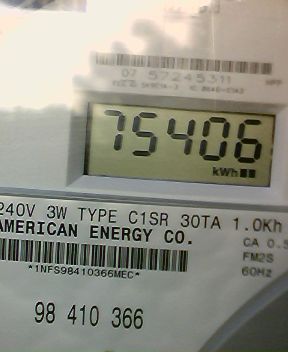 07 57245311
75406
kWh
240V 3W TYPE C1SR 30TA 1.0Kh
AMERICAN ENERGY CO.
CA 0.5
FM2S
60Hz
*1NFS98410366MEC*
98 410 366